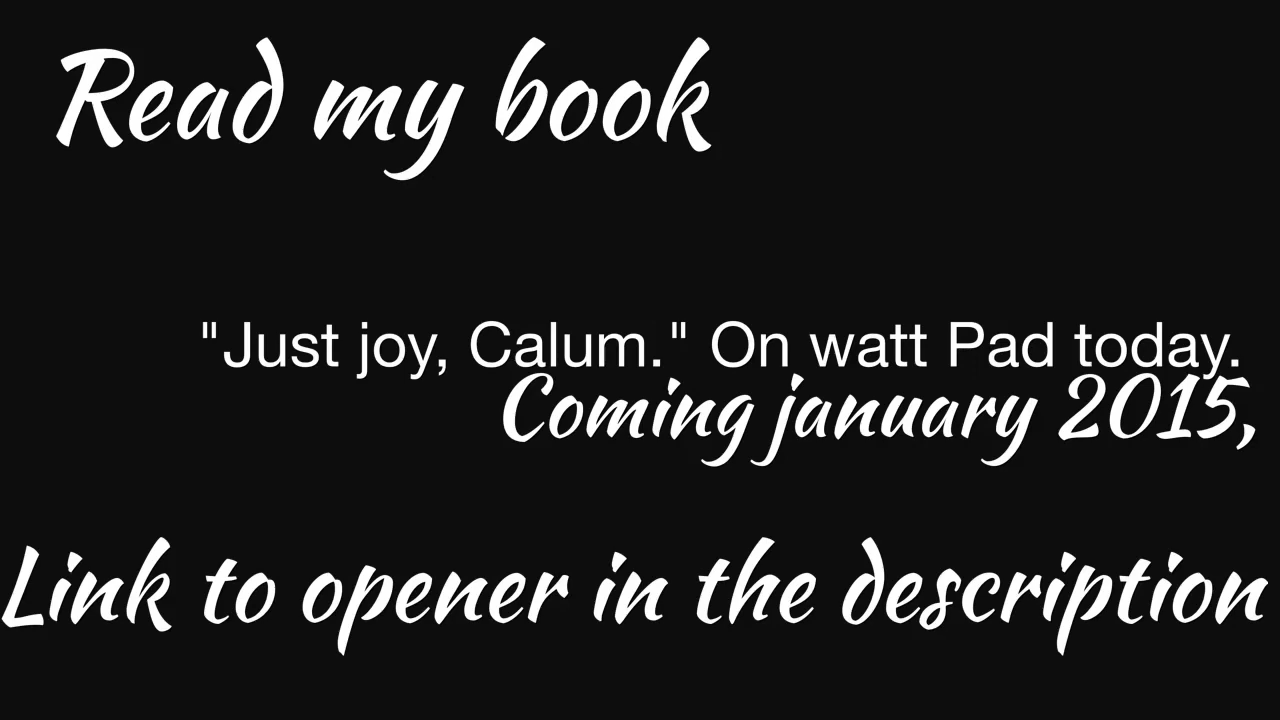 Read my book
"Just joy, Calum." On watt Pad today.
Coming january 2015,
Link to opener in the description